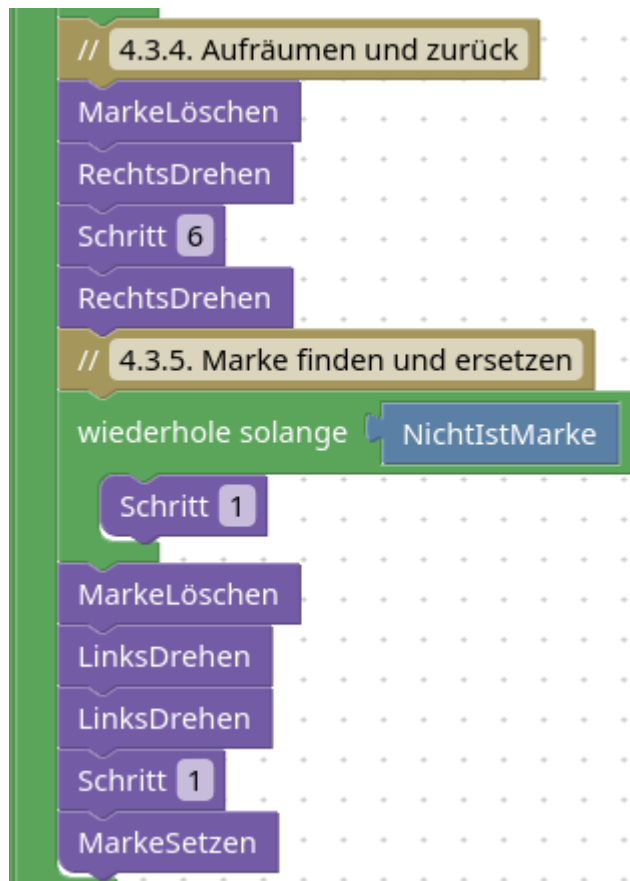 // 4.3.4. Aufräumen und zurück
MarkeLöschen
RechtsDrehen
Schritt 6
RechtsDrehen
// 4.3.5. Marke finden und ersetzen
wiederhole solange NichtIstMarke
Schritt 1
MarkeLöschen
LinksDrehen
LinksDrehen
Schritt 1
MarkeSetzen